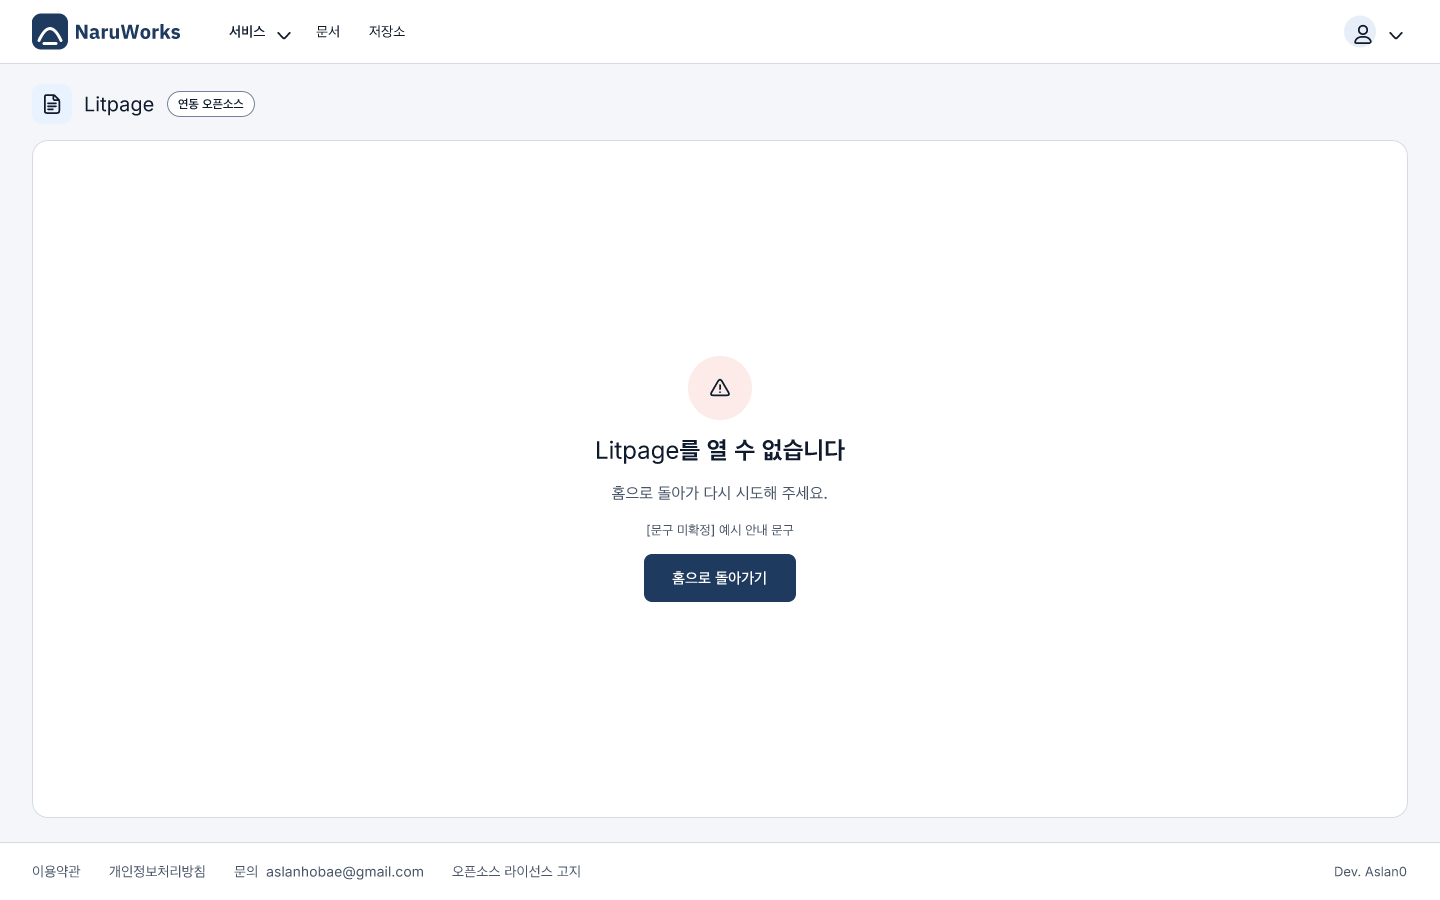 NaruWorks 서비스 문서 저장소
Litpage 연동 오픈소스
Litpage를 열 수 없습니다
홈으로 돌아가 다시 시도해 주세요.
[문구 미확정] 예시 안내 문구
홈으로 돌아가기
이용약관 개인정보처리방침 문의 aslanhobae@gmail.com 오픈소스 라이선스 고지 Dev. Aslan0